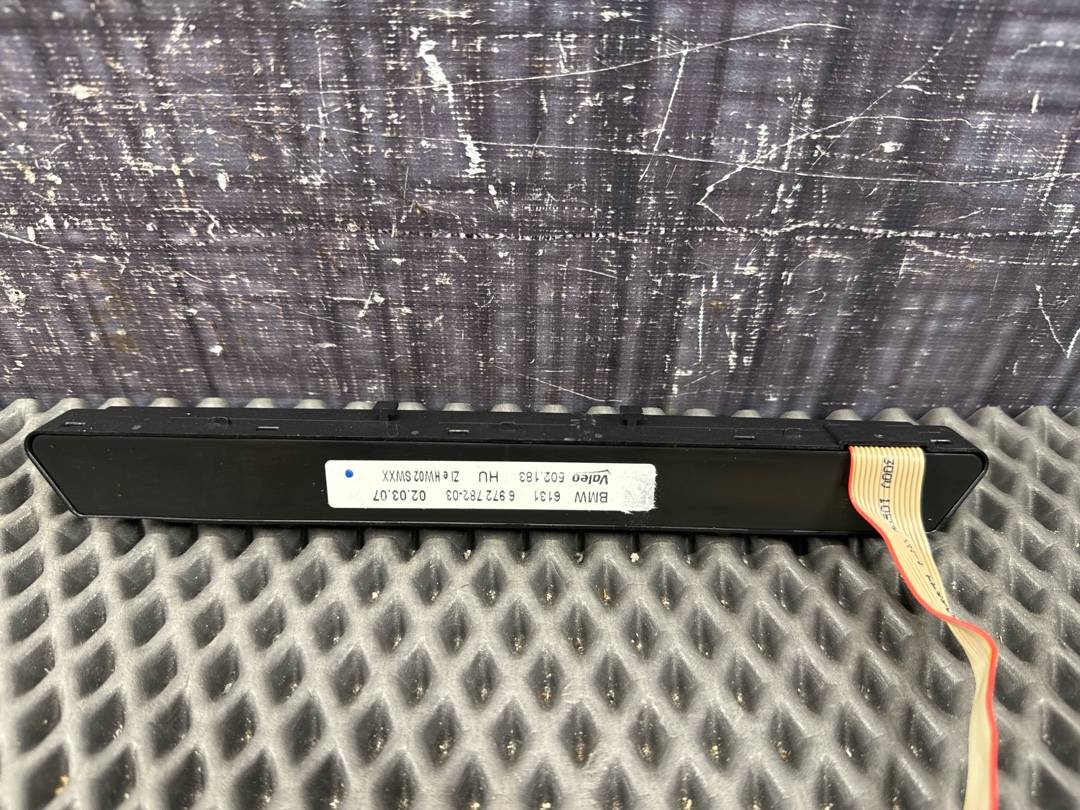 BMW 6131 6 972 782-03 02.03.07
Valeo 602.183 HU ZI e HW02 SWXX